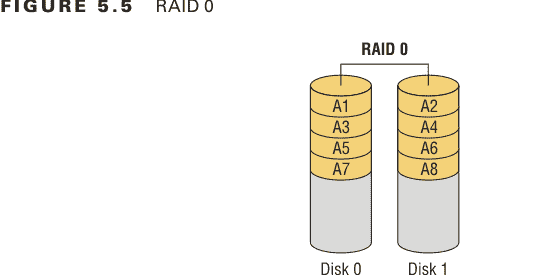 FIGURE 5.5 RAID 0
RAID 0
A1 A2
A3 A4
A5 A6
A7 A8
Disk 0 Disk 1